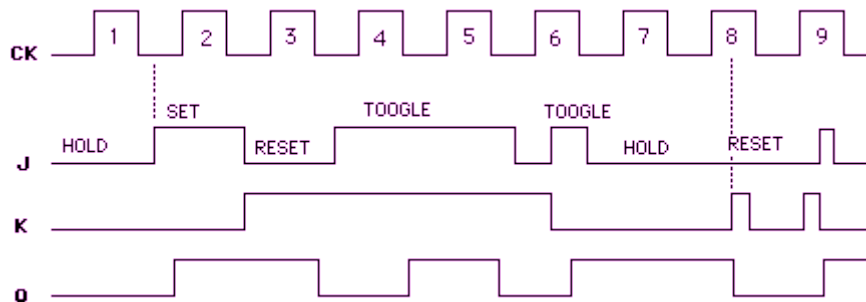 CK 1 2 3 4 5 6 7 8 9
SET TOOGLE TOOGLE
J HOLD RESET HOLD RESET
K
Q